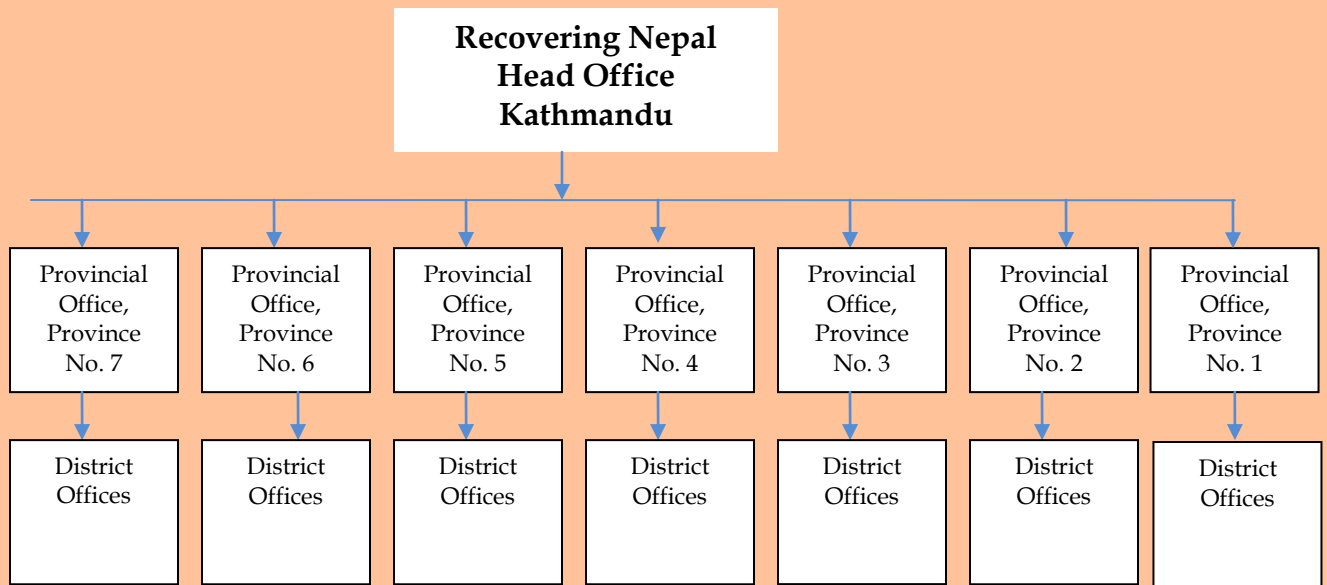 Recovering Nepal
Head Office
Kathmandu
Provincial
Office,
Province
No. 7
Provincial
Office,
Province
No. 6
Provincial
Office,
Province
No. 5
Provincial
Office,
Province
No. 4
Provincial
Office,
Province
No. 3
Provincial
Office,
Province
No. 2
Provincial
Office,
Province
No. 1
District
Offices
District
Offices
District
Offices
District
Offices
District
Offices
District
Offices
District
Offices